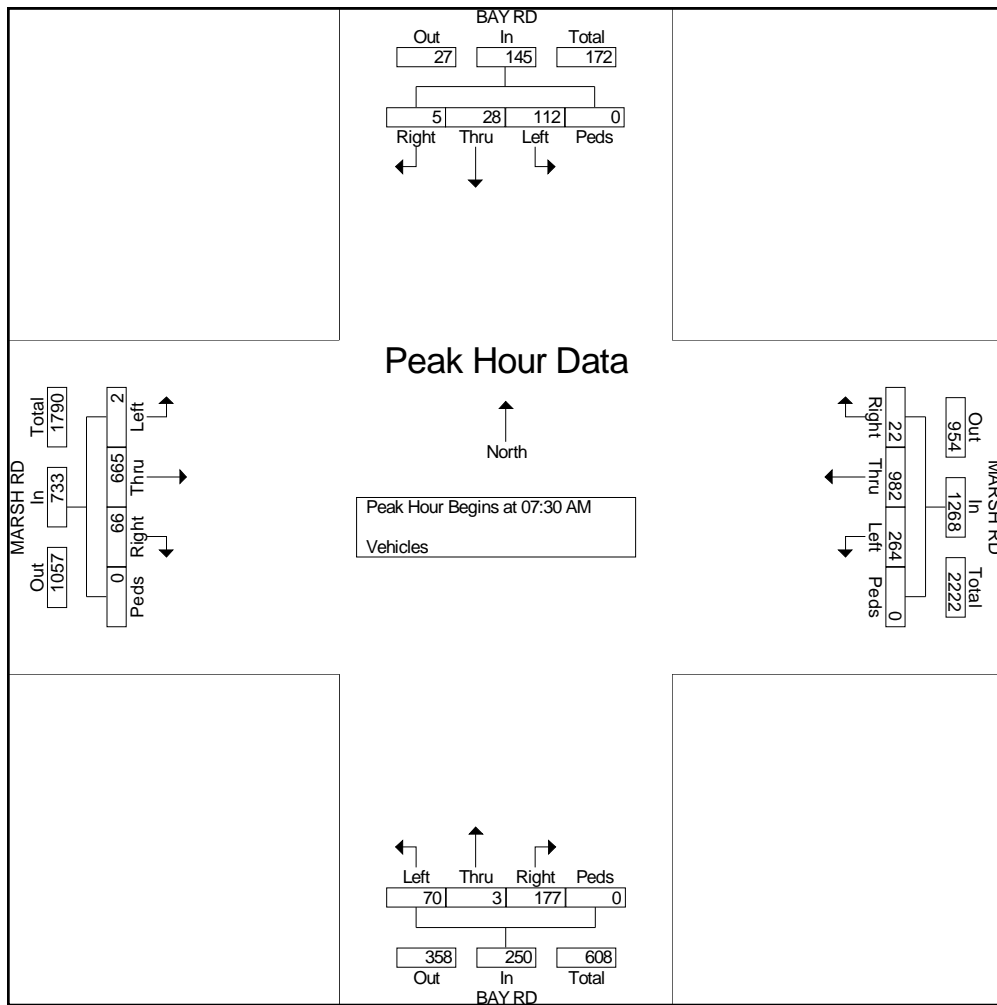 BAY RD
Out In Total
27 145 172
5 28 112 0
Right Thru Left Peds
Peak Hour Data
North
Peak Hour Begins at 07:30 AM
Vehicles
MARSH RD
Total In Out
1790 733 1057
2 665 66 0
Left Thru Right Peds
Right Thru Left Peds
22 982 264 0
Out In Total
954 1268 2222
MARSH RD
Left Thru Right Peds
70 3 177 0
358 250 608
Out In Total
BAY RD